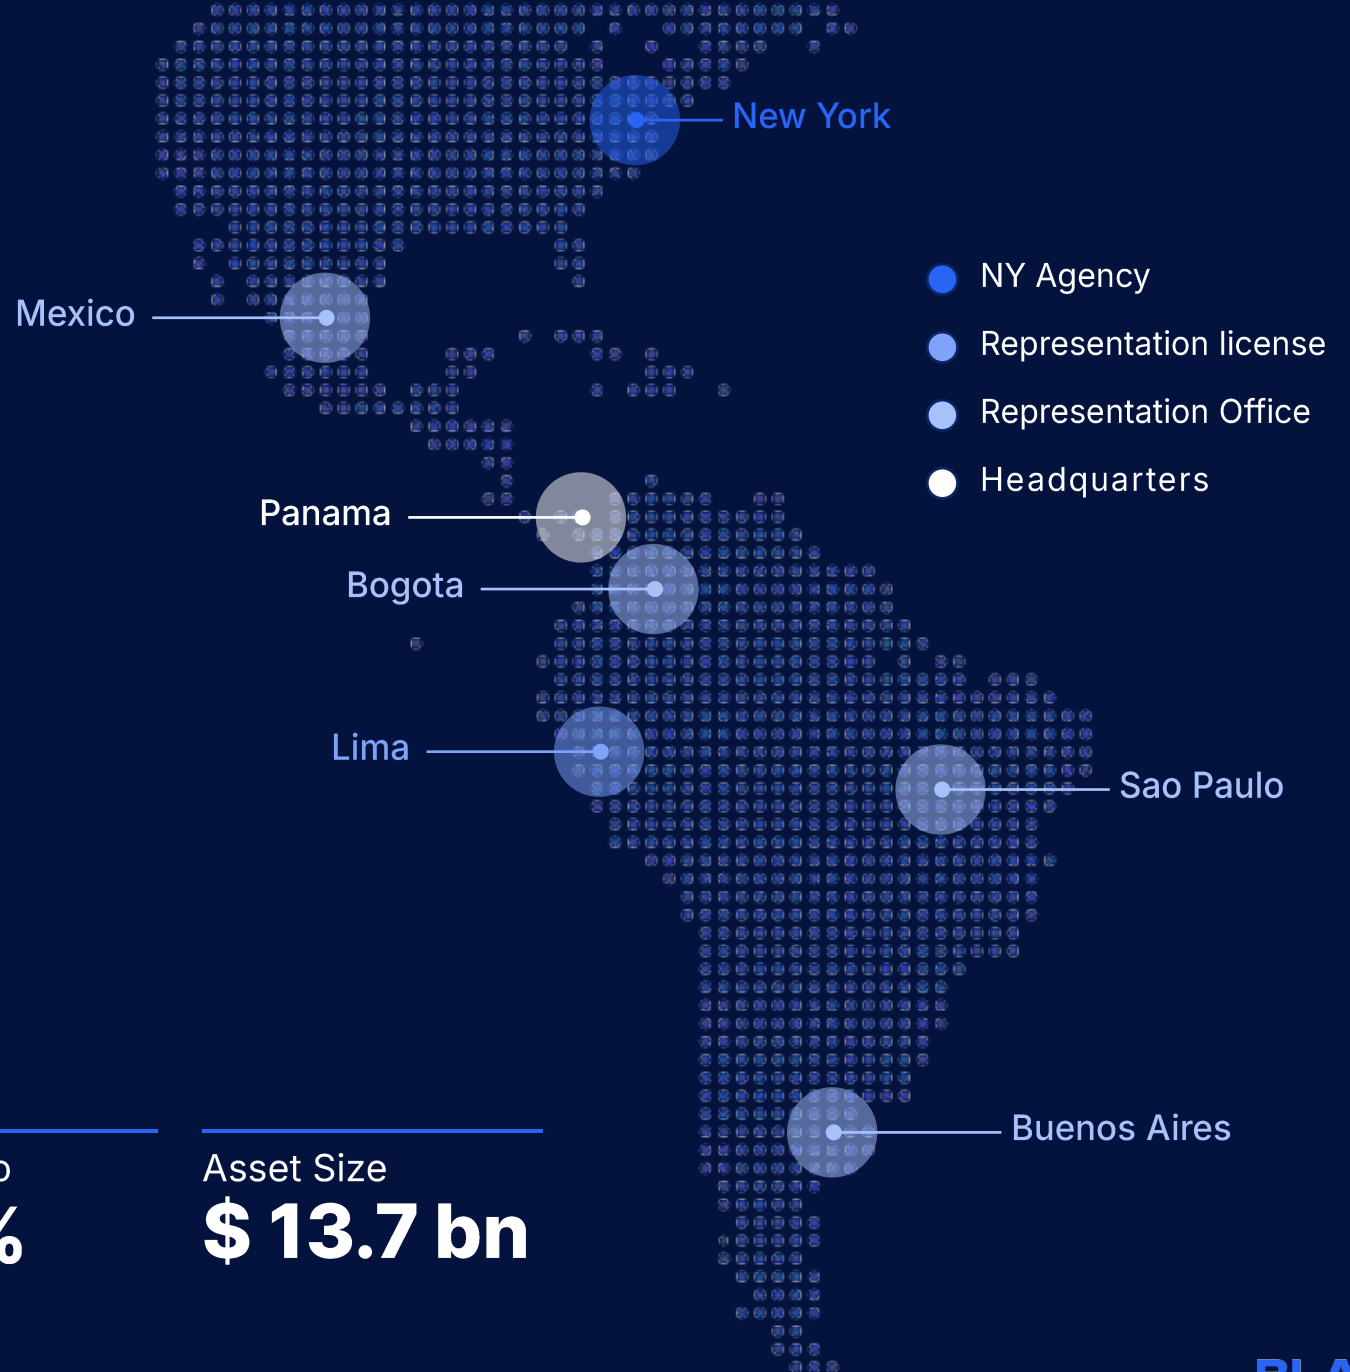 New York
NY Agency
Mexico
Representation license
Representation Office
Headquarters
Panama
Bogota
Lima
Sao Paulo
Buenos Aires
Asset Size
%
$ 13.7 bn